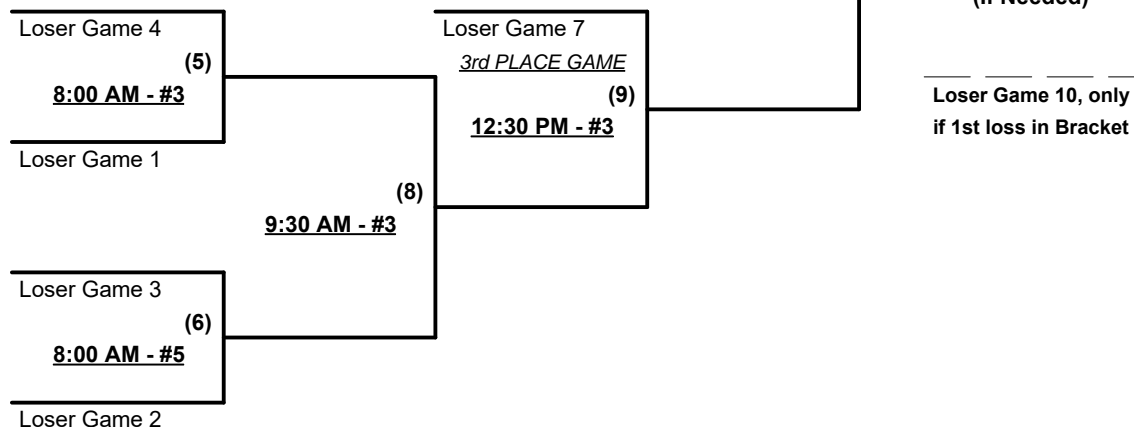 (If Needed)
Loser Game 4
(5)
8:00 AM - #3
Loser Game 1
Loser Game 7
3rd PLACE GAME
(9)
12:30 PM - #3
Loser Game 10, only
if 1st loss in Bracket
(8)
9:30 AM - #3
Loser Game 3
(6)
8:00 AM - #5
Loser Game 2